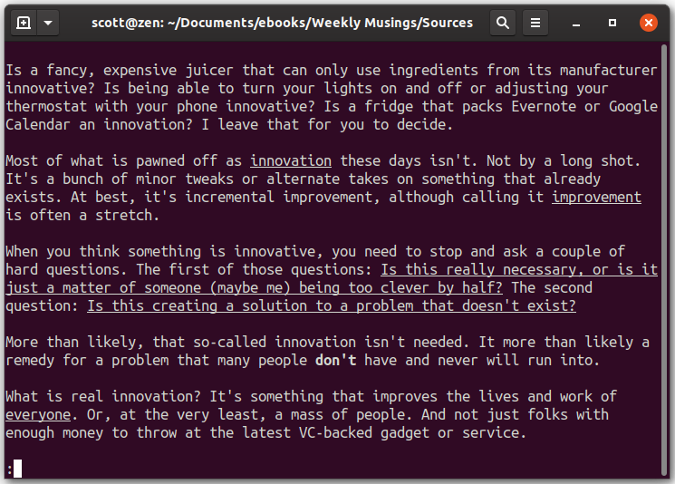 scott@zen: ~/Documents/ebooks/Weekly Musings/Sources
Is a fancy, expensive juicer that can only use ingredients from its manufacturer
innovative? Is being able to turn your lights on and off or adjusting your
thermostat with your phone innovative? Is a fridge that packs Evernote or Google
Calendar an innovation? I leave that for you to decide.
Most of what is pawned off as innovation these days isn't. Not by a long shot.
It's a bunch of minor tweaks or alternate takes on something that already
exists. At best, it's incremental improvement, although calling it improvement
is often a stretch.
When you think something is innovative, you need to stop and ask a couple of
hard questions. The first of those questions: Is this really necessary, or is it
just a matter of someone (maybe me) being too clever by half? The second
question: Is this creating a solution to a problem that doesn't exist?
More than likely, that so-called innovation isn't needed. It more than likely a
remedy for a problem that many people don't have and never will run into.
What is real innovation? It's something that improves the lives and work of
everyone. Or, at the very least, a mass of people. And not just folks with
enough money to throw at the latest VC-backed gadget or service.
: